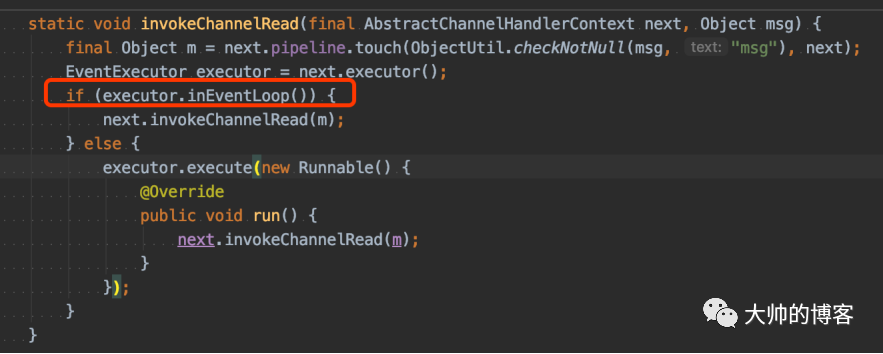 static void invokeChannelRead(final AbstractChannelHandlerContext next, Object msg) {
final Object m = next.pipeline.touch(ObjectUtil.checkNotNull(msg, text: "msg"), next);
EventExecutor executor = next.executor();
if (executor.inEventLoop()) {
next.invokeChannelRead(m);
} else {
executor.execute(new Runnable() {
@Override
public void run() {
next.invokeChannelRead(m);
}
});
}
}
大帅的博客